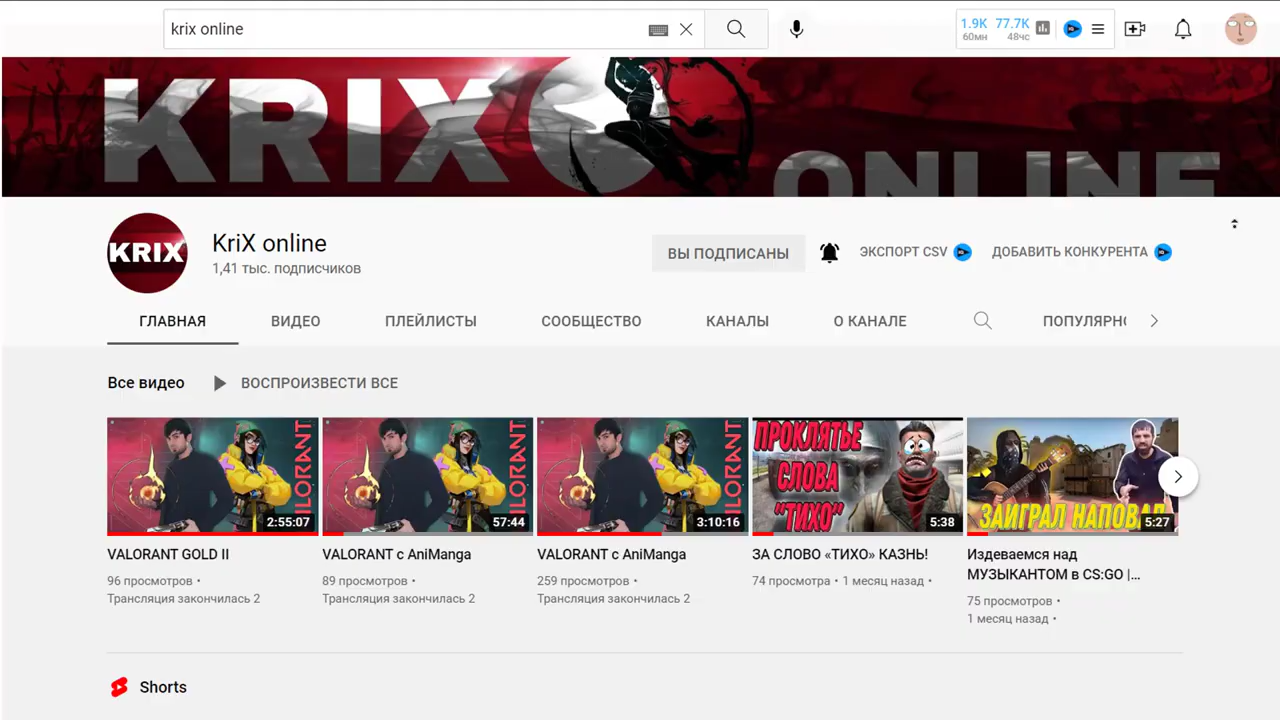 krix online
1.9K 77.7K
60мн 48чс
KRIX
ONLINE
KRIX
KriX online
1,41 тыс. подписчиков
ВЫ ПОДПИСАНЫ
ЭКСПОРТ CSV
ДОБАВИТЬ КОНКУРЕНТА
ГЛАВНАЯ ВИДЕО ПЛЕЙЛИСТЫ СООБЩЕСТВО КАНАЛЫ О КАНАЛЕ ПОПУЛЯРНО
Все видео ВОСПРОИЗВЕСТИ ВСЕ
VALORANT
2:55:07
VALORANT GOLD II
96 просмотров •
Трансляция закончилась 2
57:44
VALORANT с AniManga
89 просмотров •
Трансляция закончилась 2
3:10:16
VALORANT с AniManga
259 просмотров •
Трансляция закончилась 2
ПРОКЛЯТЬЕ
СЛОВА
"ТИХО"
5:38
ЗА СЛОВО «ТИХО» КАЗНЬ!
74 просмотра • 1 месяц назад •
ЗАИГРАЛ НАПОВАЛ
5:27
Издеваемся над
МУЗЫКАНТОМ в CS:GO |...
75 просмотров •
1 месяц назад •
Shorts